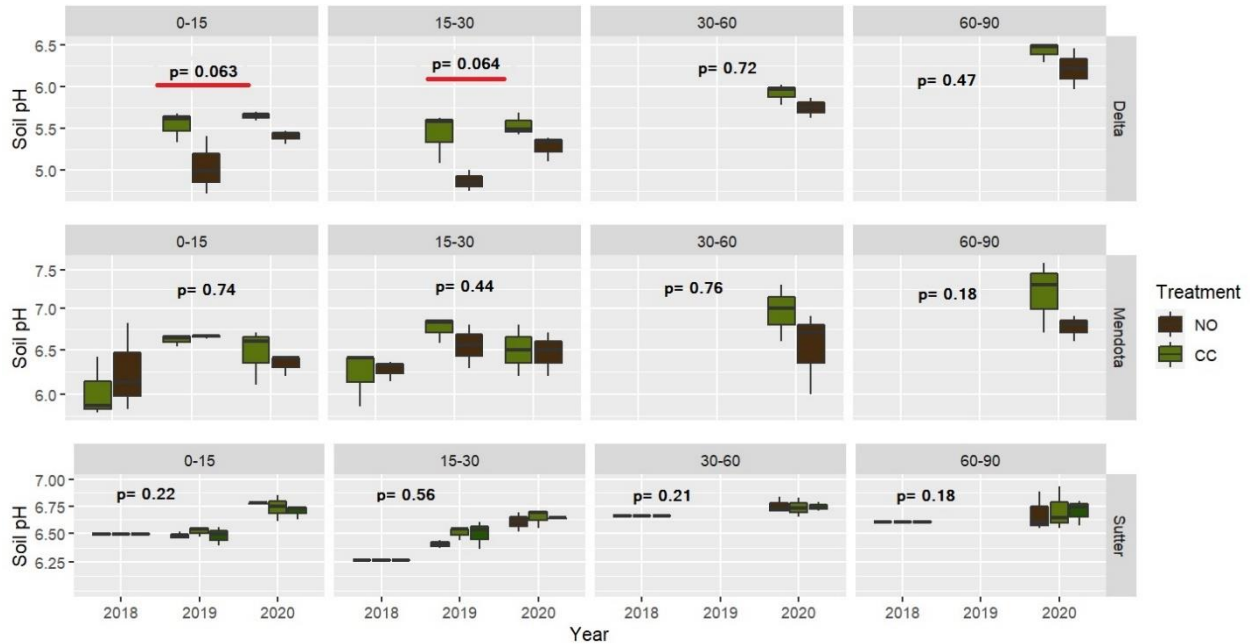 0-15 15-30 30-60 60-90
6.5
p= 0.063 p= 0.064 p= 0.72 p= 0.47
6.0
5.5
5.0
Soil pH
Delta
0-15 15-30 30-60 60-90
7.5
p= 0.74 p= 0.44 p= 0.76 p= 0.18
7.0
6.5
6.0
Soil pH
Mendota
Treatment
NO
CC
0-15 15-30 30-60 60-90
7.00
p= 0.22 p= 0.56 p= 0.21 p= 0.18
6.75
6.50
6.25
Soil pH
Sutter
2018 2019 2020 2018 2019 2020 2018 2019 2020 2018 2019 2020
Year